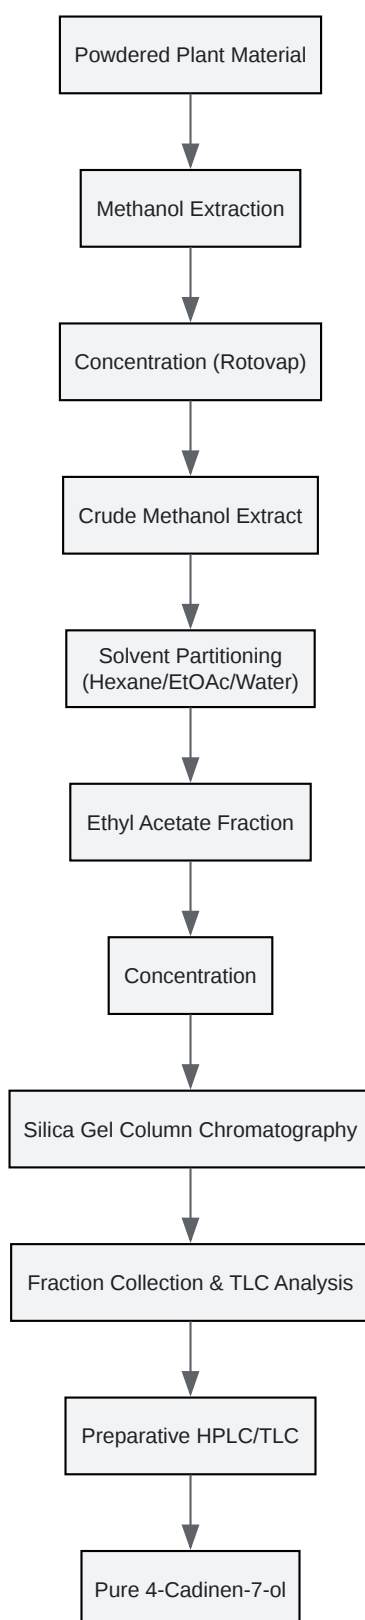 Powdered Plant Material
Methanol Extraction
Concentration (Rotovap)
Crude Methanol Extract
Solvent Partitioning
(Hexane/EtOAc/Water)
Ethyl Acetate Fraction
Concentration
Silica Gel Column Chromatography
Fraction Collection & TLC Analysis
Preparative HPLC/TLC
Pure 4-Cadinen-7-ol